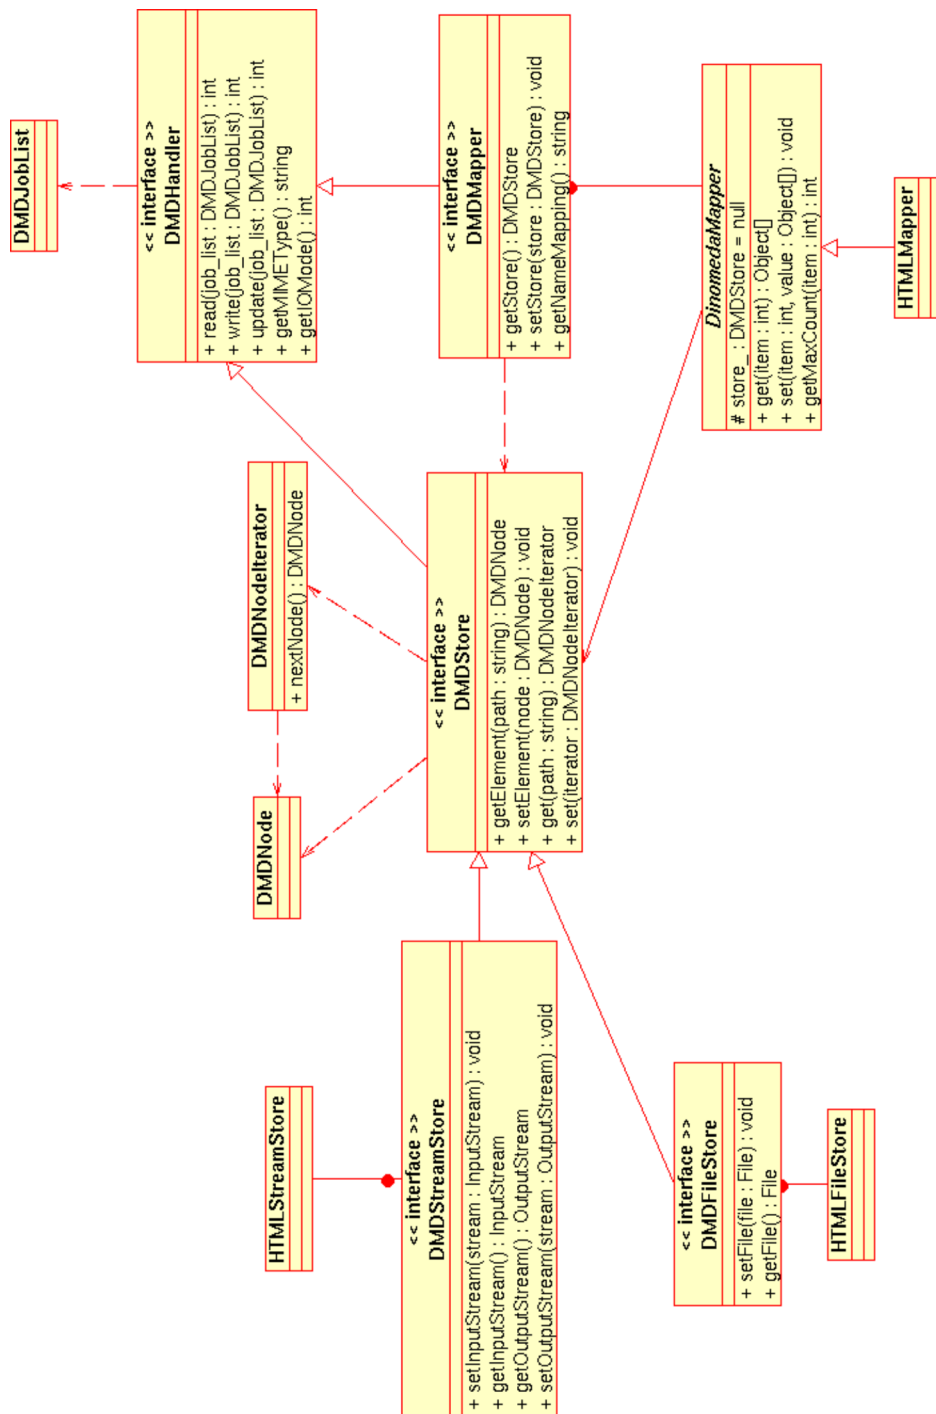 DMDJobList
<< interface >>
DMDHandler
+ read(job_list : DMDJobList) : int
+ write(job_list : DMDJobList) : int
+ update(job_list : DMDJobList) : int
+ getMIMEType() : string
+ getIOMode() : int
<< interface >>
DMDMapper
+ getStore() : DMDStore
+ setStore(store : DMDStore) : void
+ getNameMapping() : string
DinomedaMapper
# store_ : DMDStore = null
+ get(item : int) : Object[]
+ set(item : int, value : Object[]) : void
+ getMaxCount(item : int) : int
HTMLMapper
DMDNodeIterator
+ nextNode() : DMDNode
DMDNode
<< interface >>
DMDStore
+ getElement(path : string) : DMDNode
+ setElement(node : DMDNode) : void
+ get(path : string) : DMDNodeIterator
+ set(iterator : DMDNodeIterator) : void
HTMLStreamStore
<< interface >>
DMDStreamStore
+ setInputStream(stream : InputStream) : void
+ getInputStream() : InputStream
+ getOutputStream() : OutputStream
+ setOutputStream(stream : OutputStream) : void
<< interface >>
DMDFileStore
+ setFile(file : File) : void
+ getFile() : File
HTMLFileStore